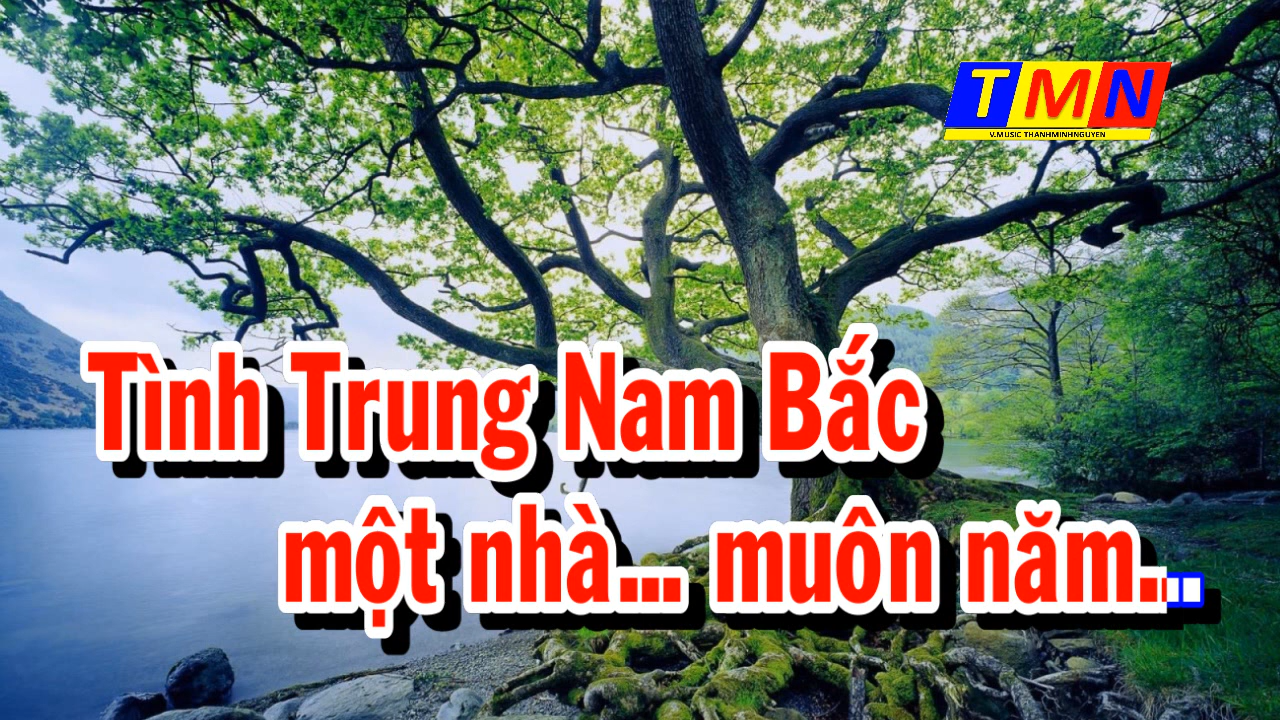 TMN
V.MUSIC THANHMINHNGUYEN
Tình Trung Nam Bắc
một nhà... muôn năm...